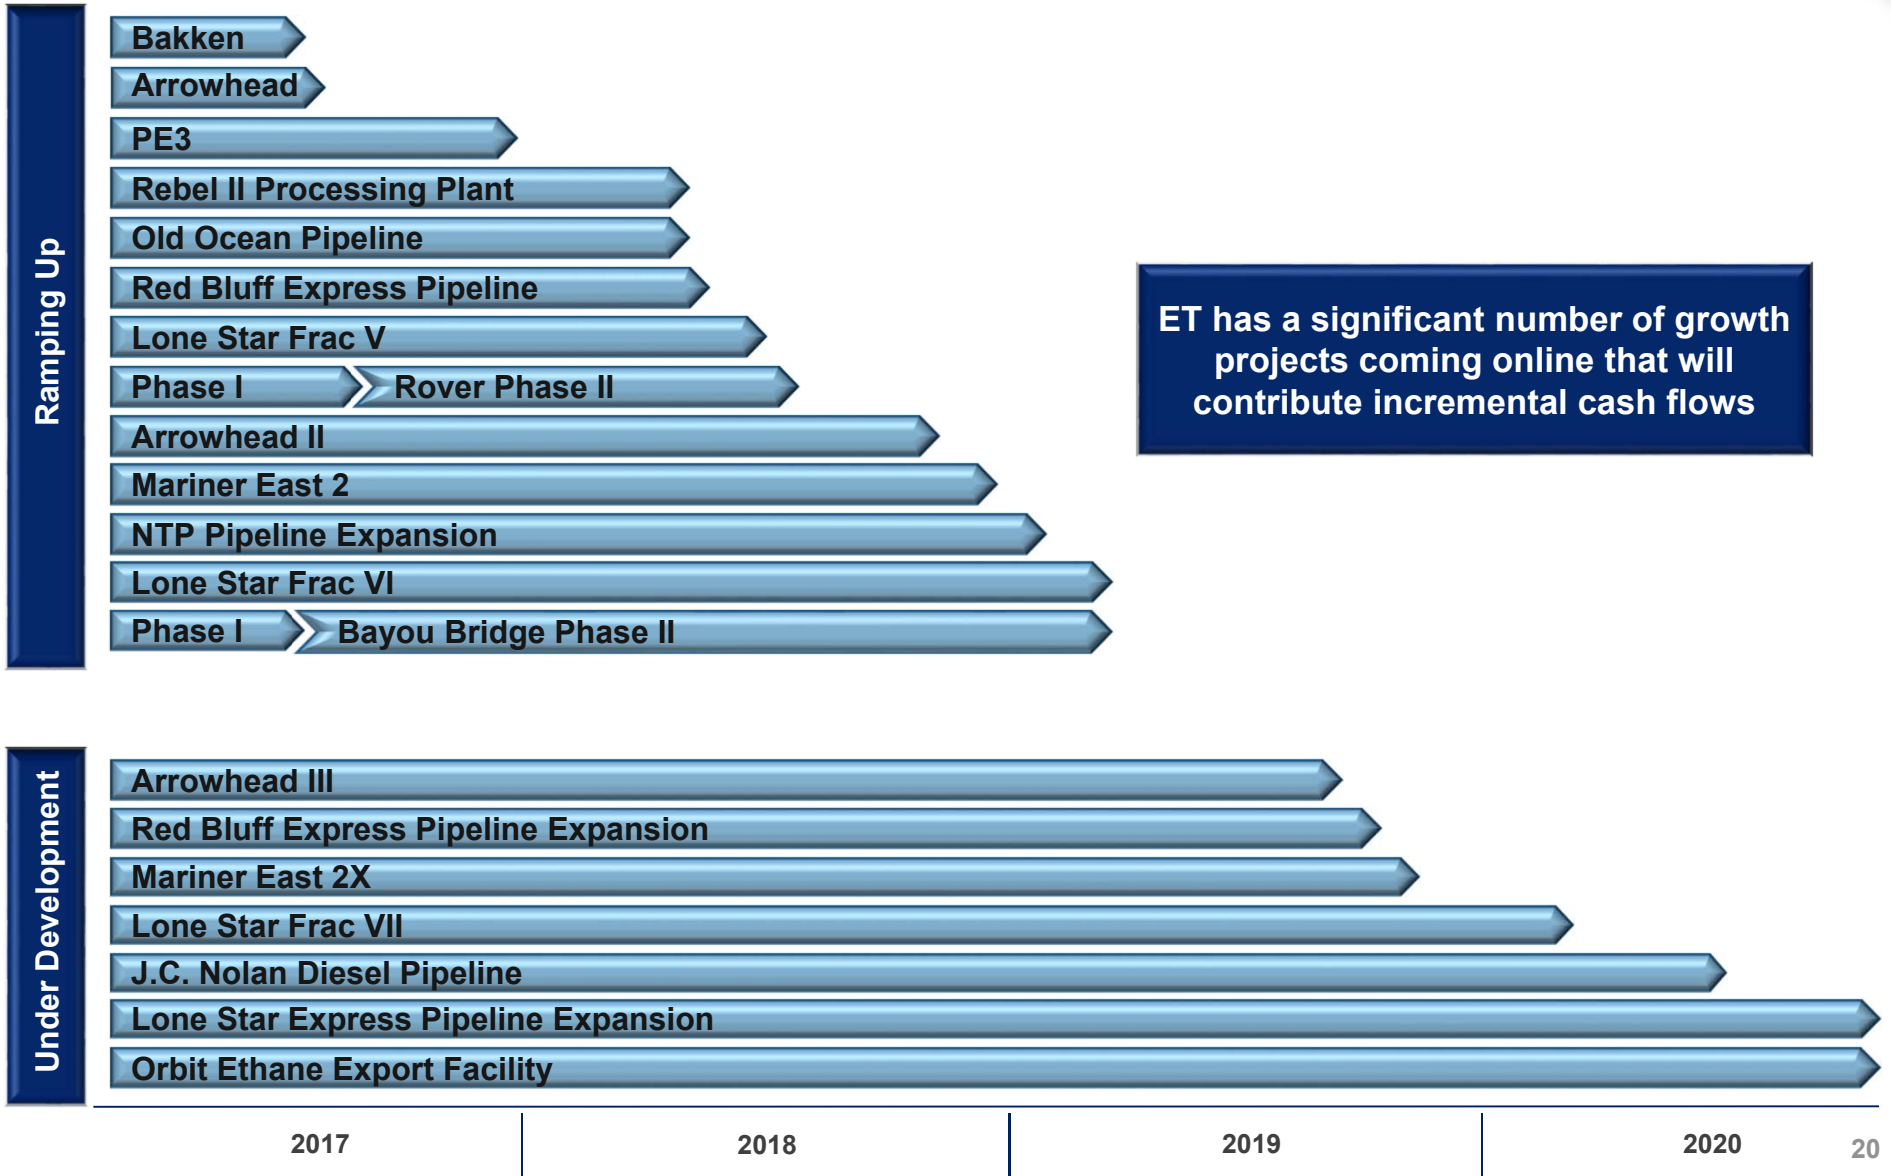 Ramping Up
Bakken
Arrowhead
PE3
Rebel II Processing Plant
Old Ocean Pipeline
Red Bluff Express Pipeline
Lone Star Frac V
Phase I Rover Phase II
Arrowhead II
Mariner East 2
NTP Pipeline Expansion
Lone Star Frac VI
Phase I Bayou Bridge Phase II
ET has a significant number of growth
projects coming online that will
contribute incremental cash flows
Under Development
Arrowhead III
Red Bluff Express Pipeline Expansion
Mariner East 2X
Lone Star Frac VII
J.C. Nolan Diesel Pipeline
Lone Star Express Pipeline Expansion
Orbit Ethane Export Facility
2017 2018 2019 2020
20